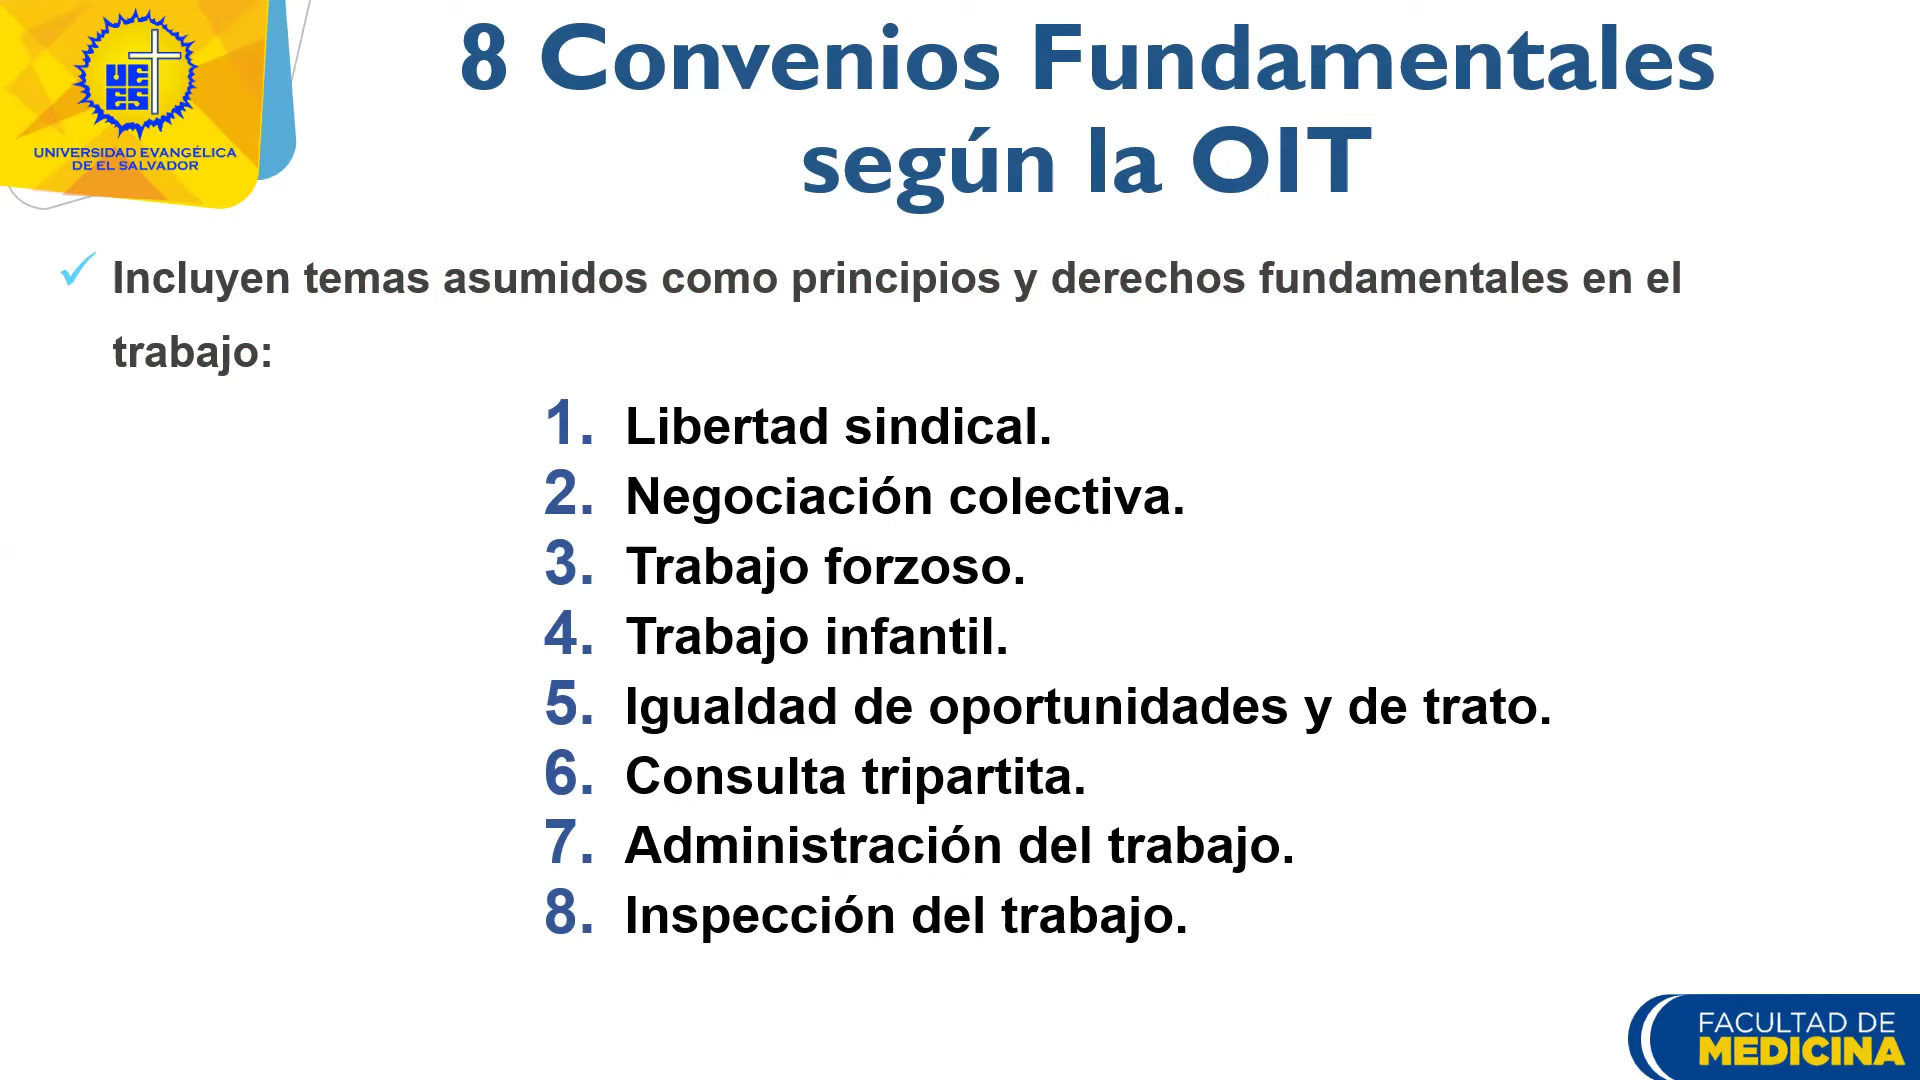 UE
ES
UNIVERSIDAD EVANGÉLICA
DE EL SALVADOR
8 Convenios Fundamentales
según la OIT
Incluyen temas asumidos como principios y derechos fundamentales en el
trabajo:
1. Libertad sindical.
2. Negociación colectiva.
3. Trabajo forzoso.
4. Trabajo infantil.
5. Igualdad de oportunidades y de trato.
6. Consulta tripartita.
7. Administración del trabajo.
8. Inspección del trabajo.
FACULTAD DE
MEDICINA